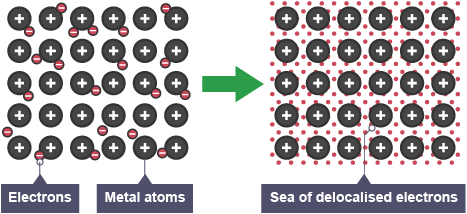 Electrons
Metal atoms
Sea of delocalised electrons